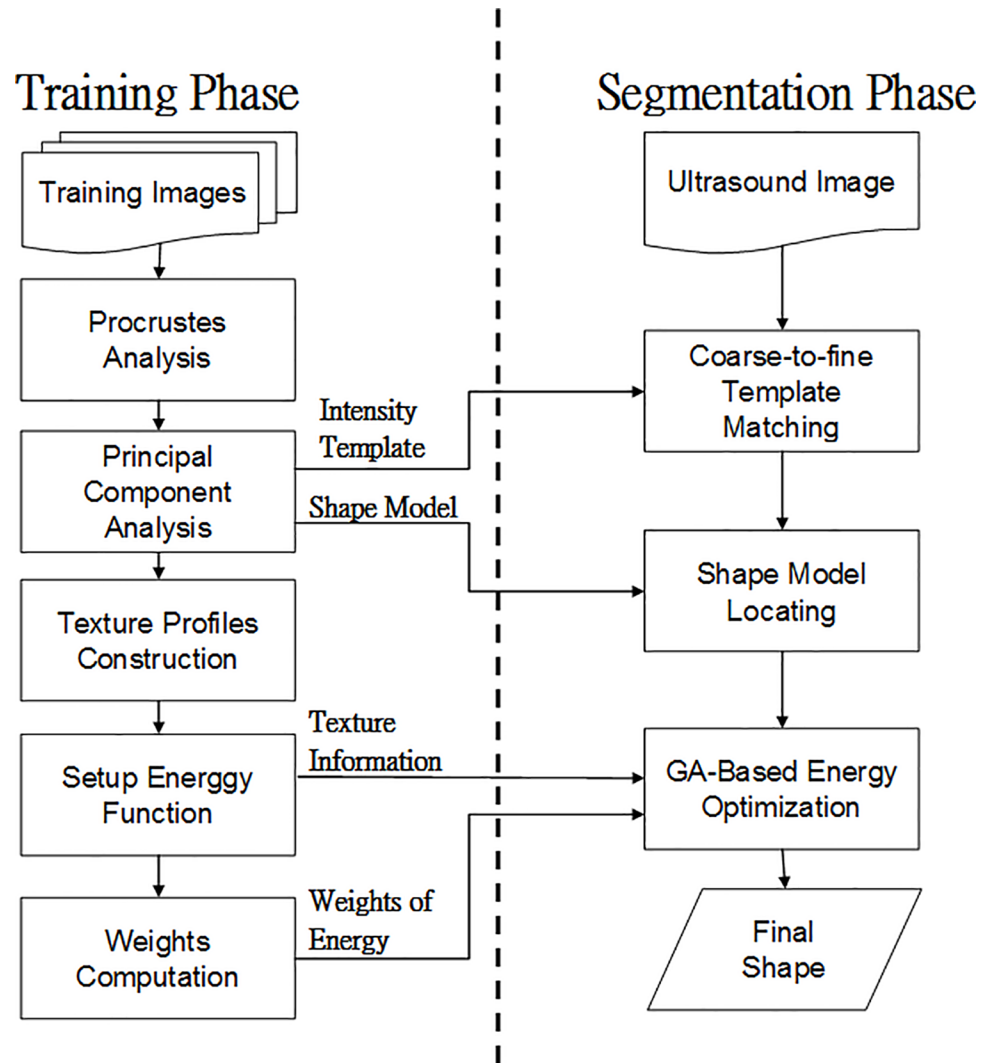 Training Phase
Training Images
Procrustes
Analysis
Principal
Component
Analysis
Texture Profiles
Construction
Setup Energgy
Function
Weights
Computation
Intensity
Template
Shape Model
Texture
Information
Weights of
Energy
Segmentation Phase
Ultrasound Image
Coarse-to-fine
Template
Matching
Shape Model
Locating
GA-Based Energy
Optimization
Final
Shape